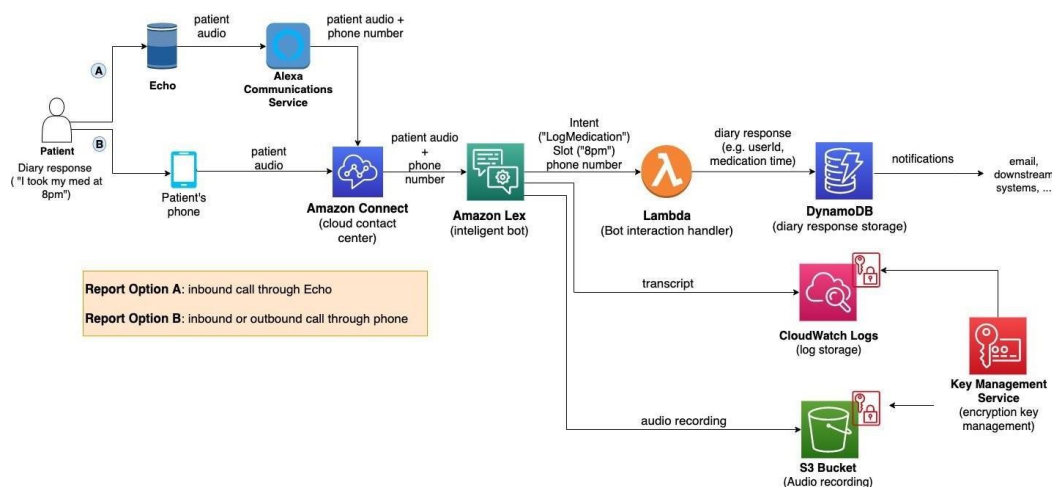 patient
audio
patient audio +
phone number
A
Echo
Alexa
Communications
Service
B
Patient
Diary response
( "I took my med at
8pm")
patient
audio
Patient's
phone
Amazon Connect
(cloud contact
center)
patient audio
+
phone
number
Amazon Lex
(inteligent bot)
Intent
("LogMedication")
Slot ("8pm")
phone number
Lambda
(Bot interaction handler)
diary response
(e.g. userId,
medication time)
DynamoDB
(diary response storage)
notifications
email,
downstream
systems, ...
Report Option A: inbound call through Echo
Report Option B: inbound or outbound call through phone
transcript
CloudWatch Logs
(log storage)
Key Management
Service
(encryption key
management)
audio recording
S3 Bucket
(Audio recording)